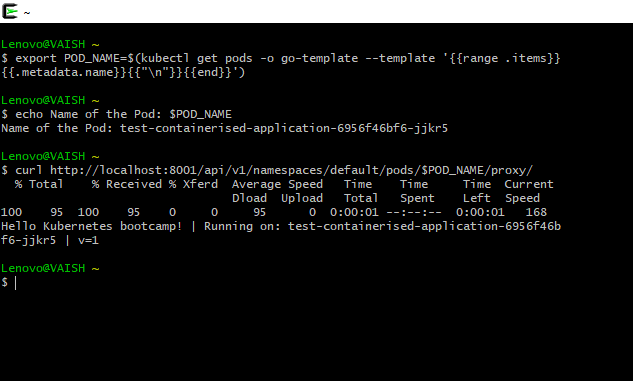 ~
Lenovo@VAISH ~
$ export POD_NAME=$(kubectl get pods -o go-template --template '{{range .items}}
{{.metadata.name}}{{"\n"}}{{end}}')
Lenovo@VAISH ~
$ echo Name of the Pod: $POD_NAME
Name of the Pod: test-containerised-application-6956f46bf6-jjkr5
Lenovo@VAISH ~
$ curl http://localhost:8001/api/v1/namespaces/default/pods/$POD_NAME/proxy/
  % Total    % Received % Xferd  Average Speed   Time    Time     Time  Current
                                 Dload  Upload   Total   Spent    Left  Speed
100    95  100    95    0     0     95      0  0:00:01 --:--:--  0:00:01   168
Hello Kubernetes bootcamp! | Running on: test-containerised-application-6956f46b
f6-jjkr5 | v=1
Lenovo@VAISH ~
$